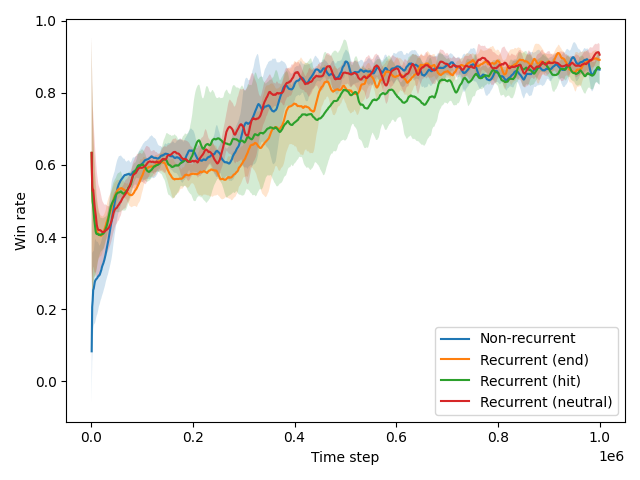 1.0
0.8
0.6
0.4
0.2
0.0
Win rate
Non-recurrent
Recurrent (end)
Recurrent (hit)
Recurrent (neutral)
0.0 0.2 0.4 0.6 0.8 1.0
1e6
Time step